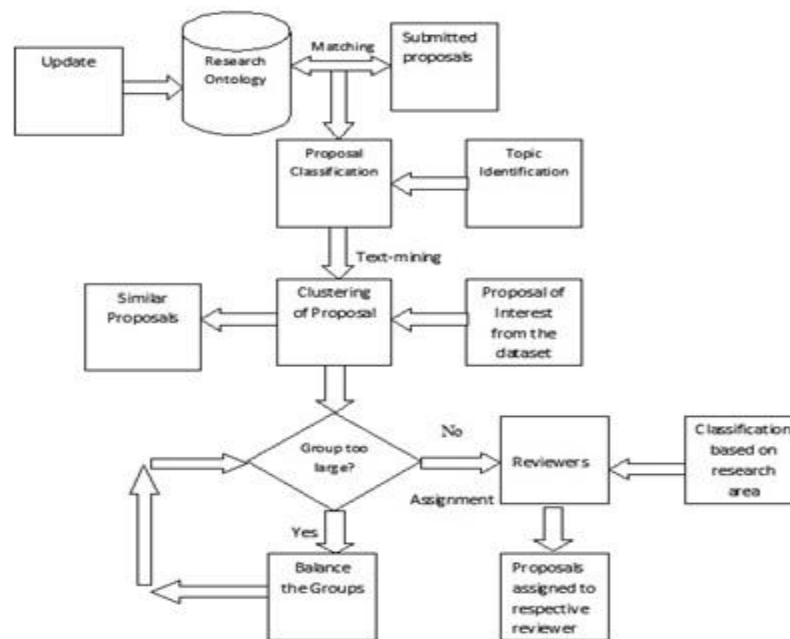 Update
Research
Ontology
Matching
Submitted
proposals
Proposal
Classification
Topic
Identification
Text-mining
Similar
Proposals
Clustering
of Proposal
Proposal of
Interest
from the
dataset
Group too
large?
No
Assignment
Reviewers
Classification
based on
research
area
Yes
Balance
the Groups
Proposals
assigned to
respective
reviewer